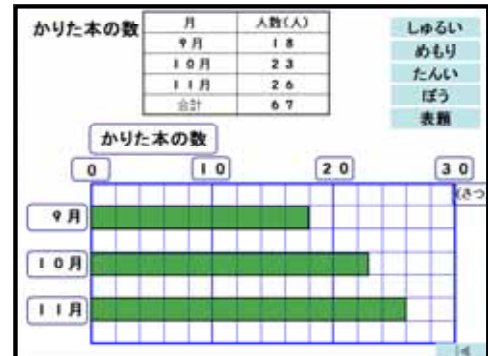 かりた本の数
月 人数(人)
9月 18
10月 23
11月 26
合計 67
しゅるい
めもり
たんい
ぼう
表題
かりた本の数
0 10 20 30
(さつ
9月
10月
11月